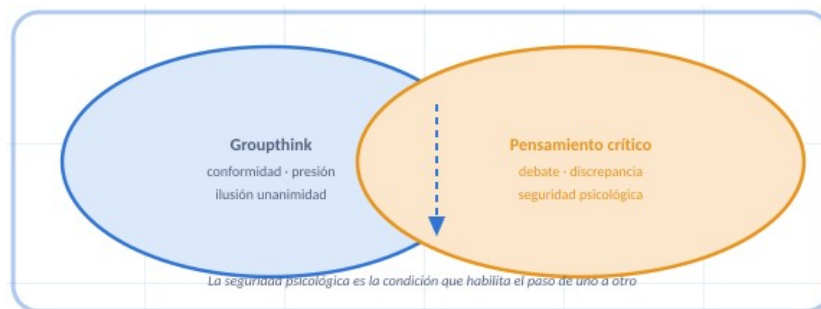 Groupthink
conformidad · presión
ilusión unanimidad
Pensamiento crítico
debate · discrepancia
seguridad psicológica
La seguridad psicológica es la condición que habilita el paso de uno a otro